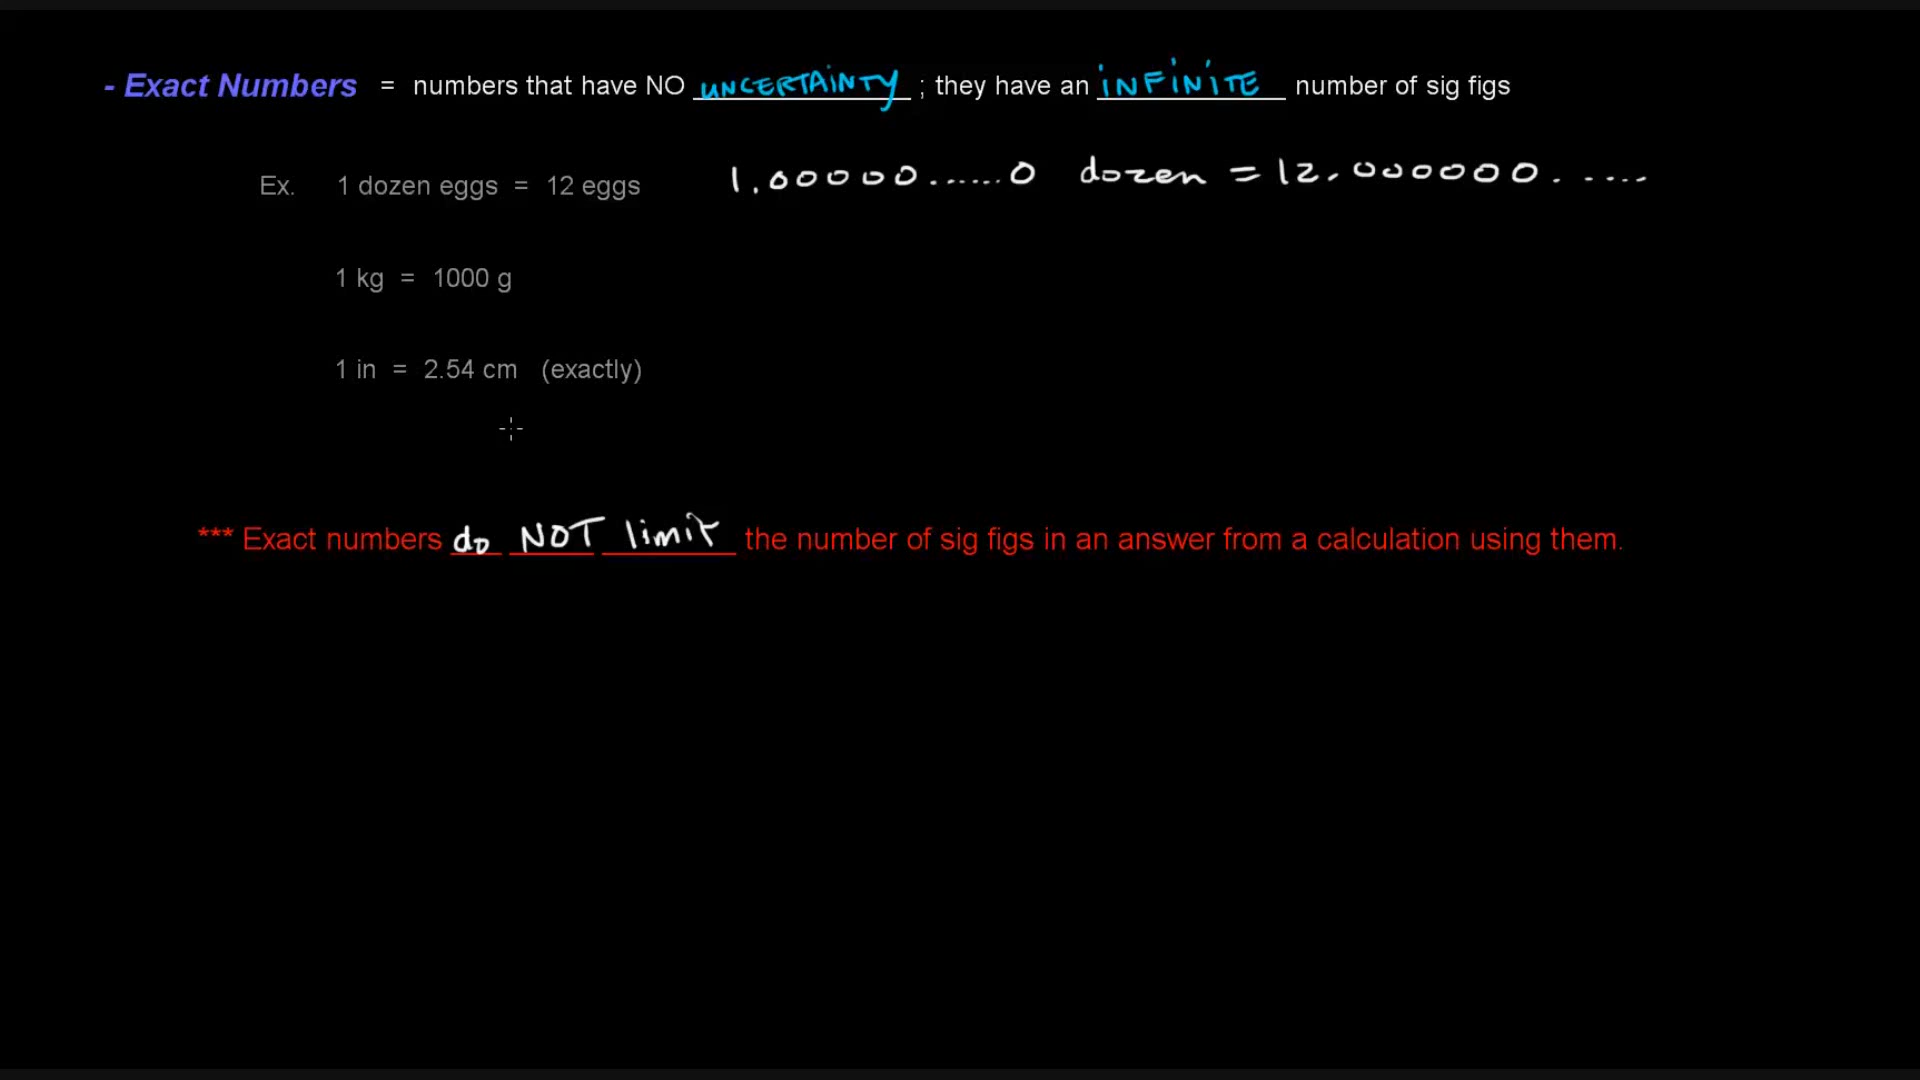 - Exact Numbers = numbers that have NO UNCERTAINTY ; they have an INFINITE number of sig figs
Ex. 1 dozen eggs = 12 eggs 1.00000......0 dozen = 12.000000.....
1 kg = 1000 g
1 in = 2.54 cm (exactly)
*** Exact numbers do NOT limit the number of sig figs in an answer from a calculation using them.